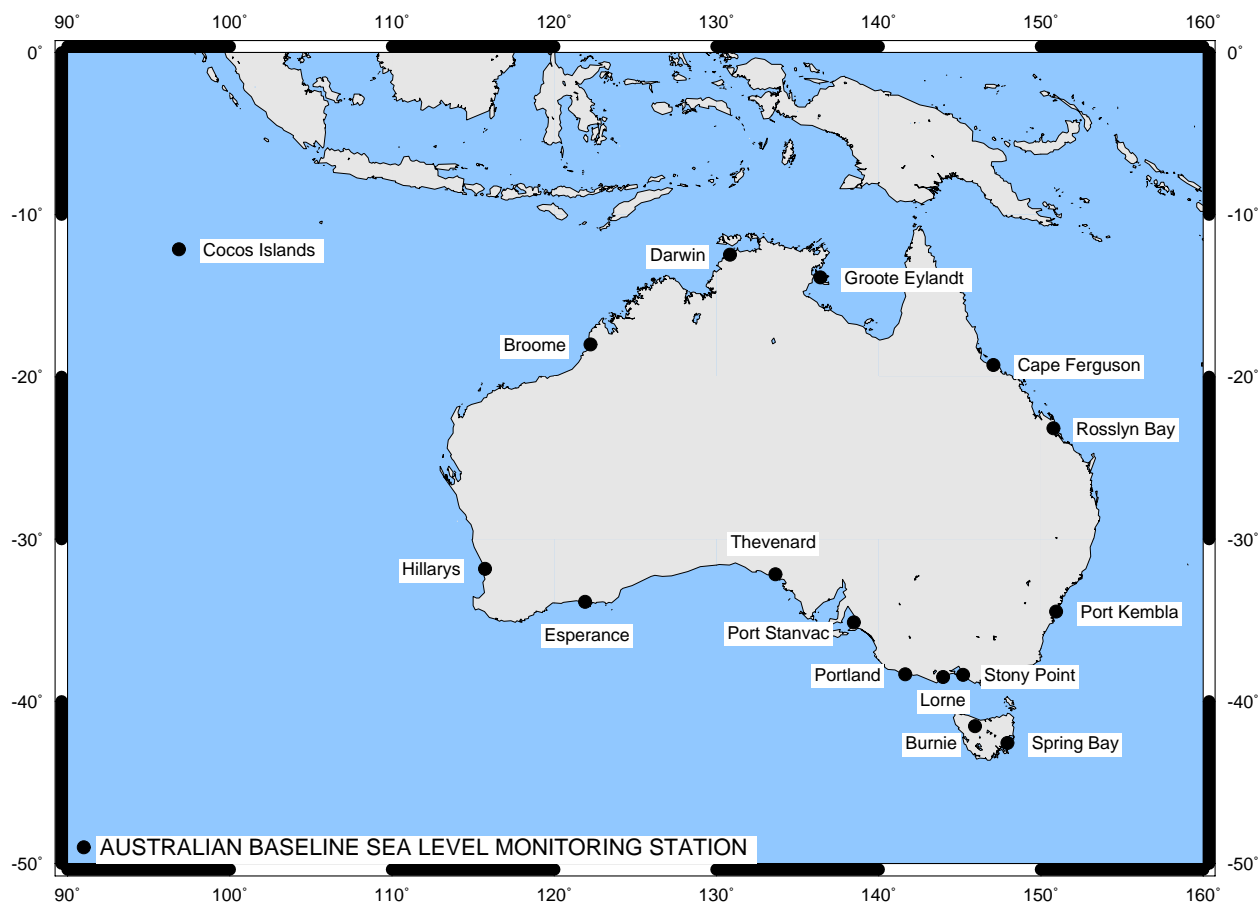 90˚ 100˚ 110˚ 120˚ 130˚ 140˚ 150˚ 160˚
0˚ 0˚
-10˚ -10˚
Cocos Islands
Darwin
Groote Eylandt
Broome
Cape Ferguson
-20˚ -20˚
Rosslyn Bay
-30˚ -30˚
Thevenard
Hillarys
Port Kembla
Esperance
Port Stanvac
Portland
Stony Point
Lorne
-40˚ -40˚
Burnie
Spring Bay
AUSTRALIAN BASELINE SEA LEVEL MONITORING STATION
-50˚ -50˚
90˚ 100˚ 110˚ 120˚ 130˚ 140˚ 150˚ 160˚